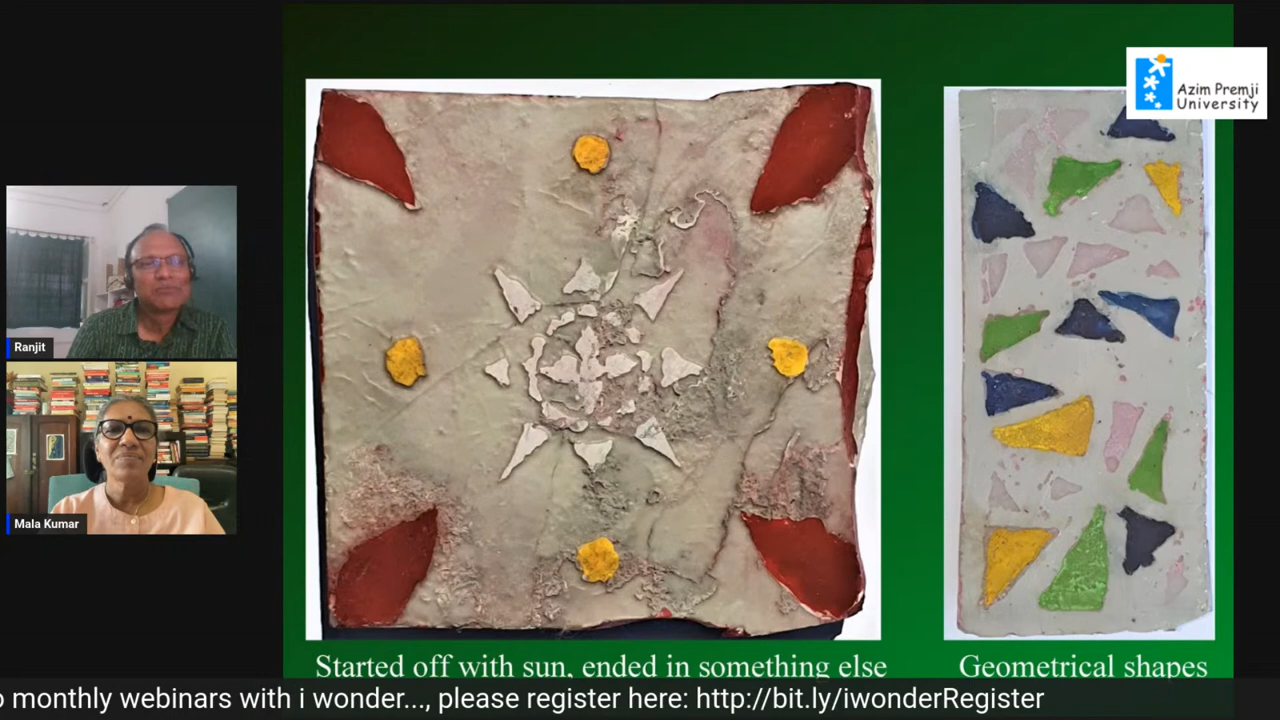 Azim Premji
University
Ranjit
Mala Kumar
Started off with sun, ended in something else
Geometrical shapes
monthly webinars with i wonder..., please register here: http://bit.ly/iwonderRegister